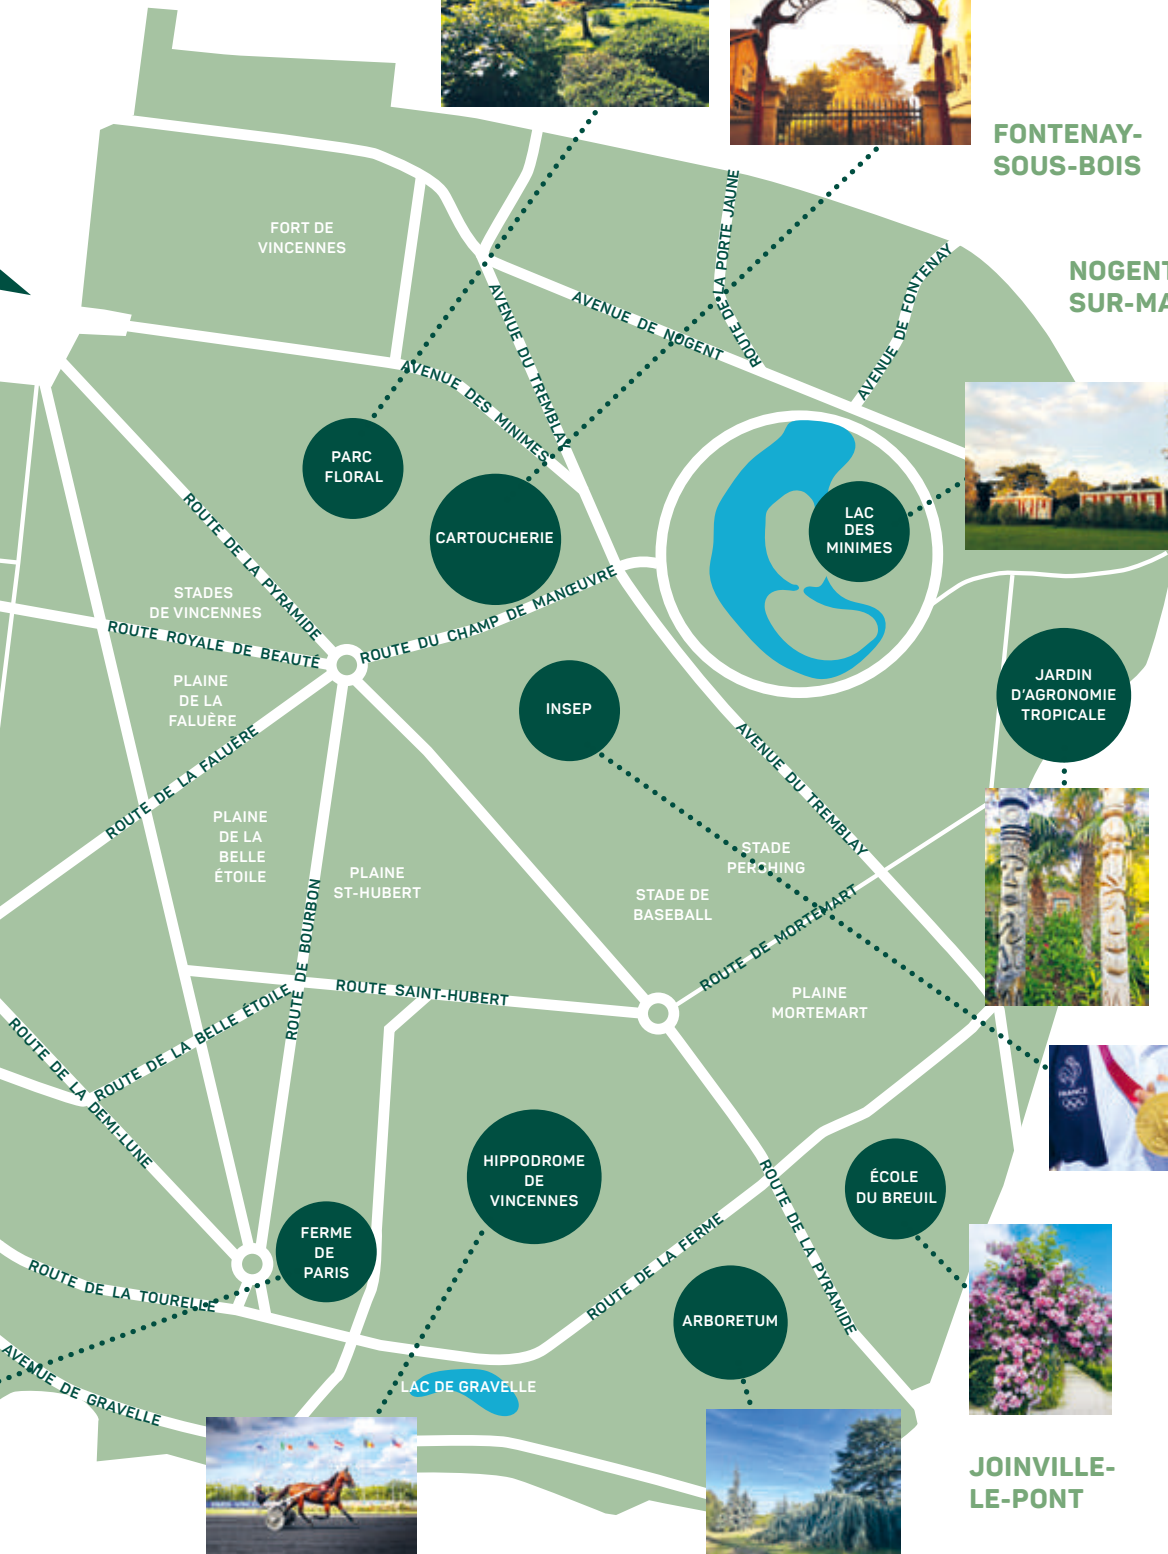 FONTENAY-
SOUS-BOIS
LA PORTE JAUNE
ROUTE DE
FORT DE
VINCENNES
AVENUE DE FONTENAY
NOGENT
SUR-MA
AVENUE DU TREMBLAY
AVENUE DE NOGENT
AVENUE DES MINIMES
PARC
FLORAL
CARTOUCHERIE
LAC
DES
MINIMES
ROUTE DE LA PYRAMIDE
STADES
DE VINCENNES
ROUTE ROYALE DE BEAUTÉ
ROUTE DU CHAMP DE MANŒUVRE
PLAINE
DE LA
FALUÈRE
INSEP
JARDIN
D'AGRONOMIE
TROPICALE
ROUTE DE LA FALUÈRE
AVENUE DU TREMBLAY
PLAINE
DE LA
BELLE
ÉTOILE
PLAINE
ST-HUBERT
STADE
PERSHING
STADE DE
BASEBALL
ROUTE DE MORTEMART
ROUTE DE BOURBON
ROUTE SAINT-HUBERT
PLAINE
MORTEMART
ROUTE DE LA BELLE ÉTOILE
ROUTE DE LA DEMI-LUNE
FRANCE
HIPPODROME
DE
VINCENNES
ÉCOLE
DU BREUIL
ROUTE DE LA PYRAMIDE
FERME
DE
PARIS
ROUTE DE LA FERME
ROUTE DE LA TOURELLE
ARBORETUM
AVENUE DE GRAVELLE
LAC DE GRAVELLE
JOINVILLE-
LE-PONT